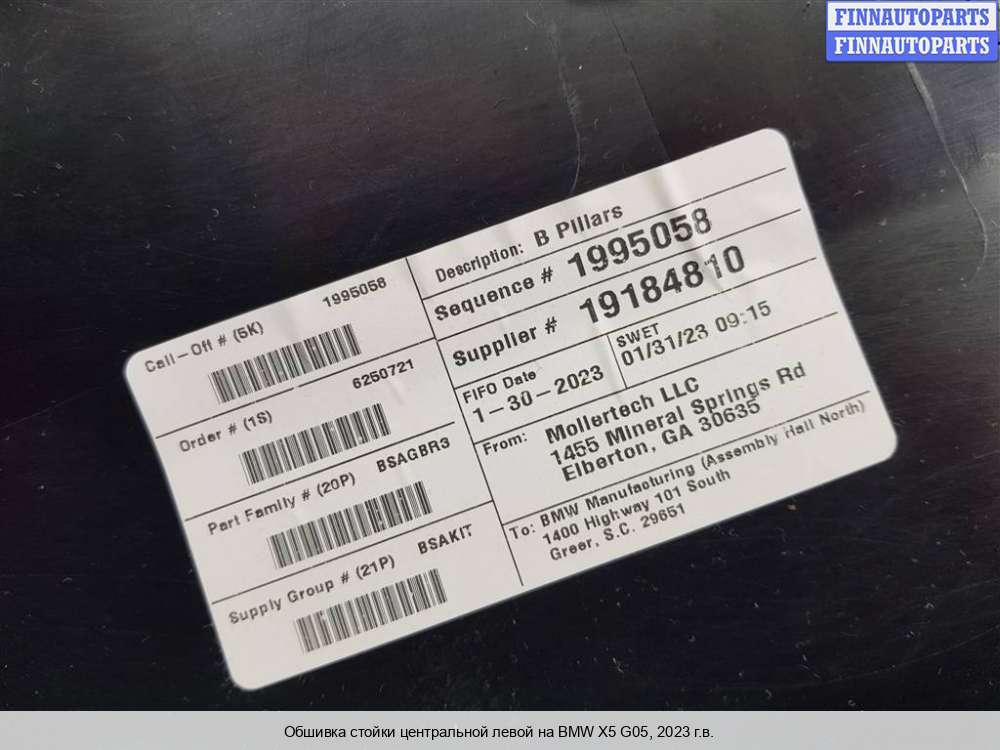 FINNAUTOPARTS
FINNAUTOPARTS
Call-Off # (5K) 1995058
Order # (1S) 6250721
Part Family # (20P) BSAGBR3
Supply Group # (21P) BSAKIT
Description: B Pillars
Sequence # 1995058
Supplier # 19184810
FIFO Date
1-30-2023
SWET
01/31/23 09:15
From: Mollertech LLC
1455 Mineral Springs Rd
Elberton, GA 30635
To: BMW Manufacturing (Assembly Hall North)
1400 Highway 101 South
Greer, S.C. 29651
Обшивка стойки центральной левой на BMW X5 G05, 2023 г.в.